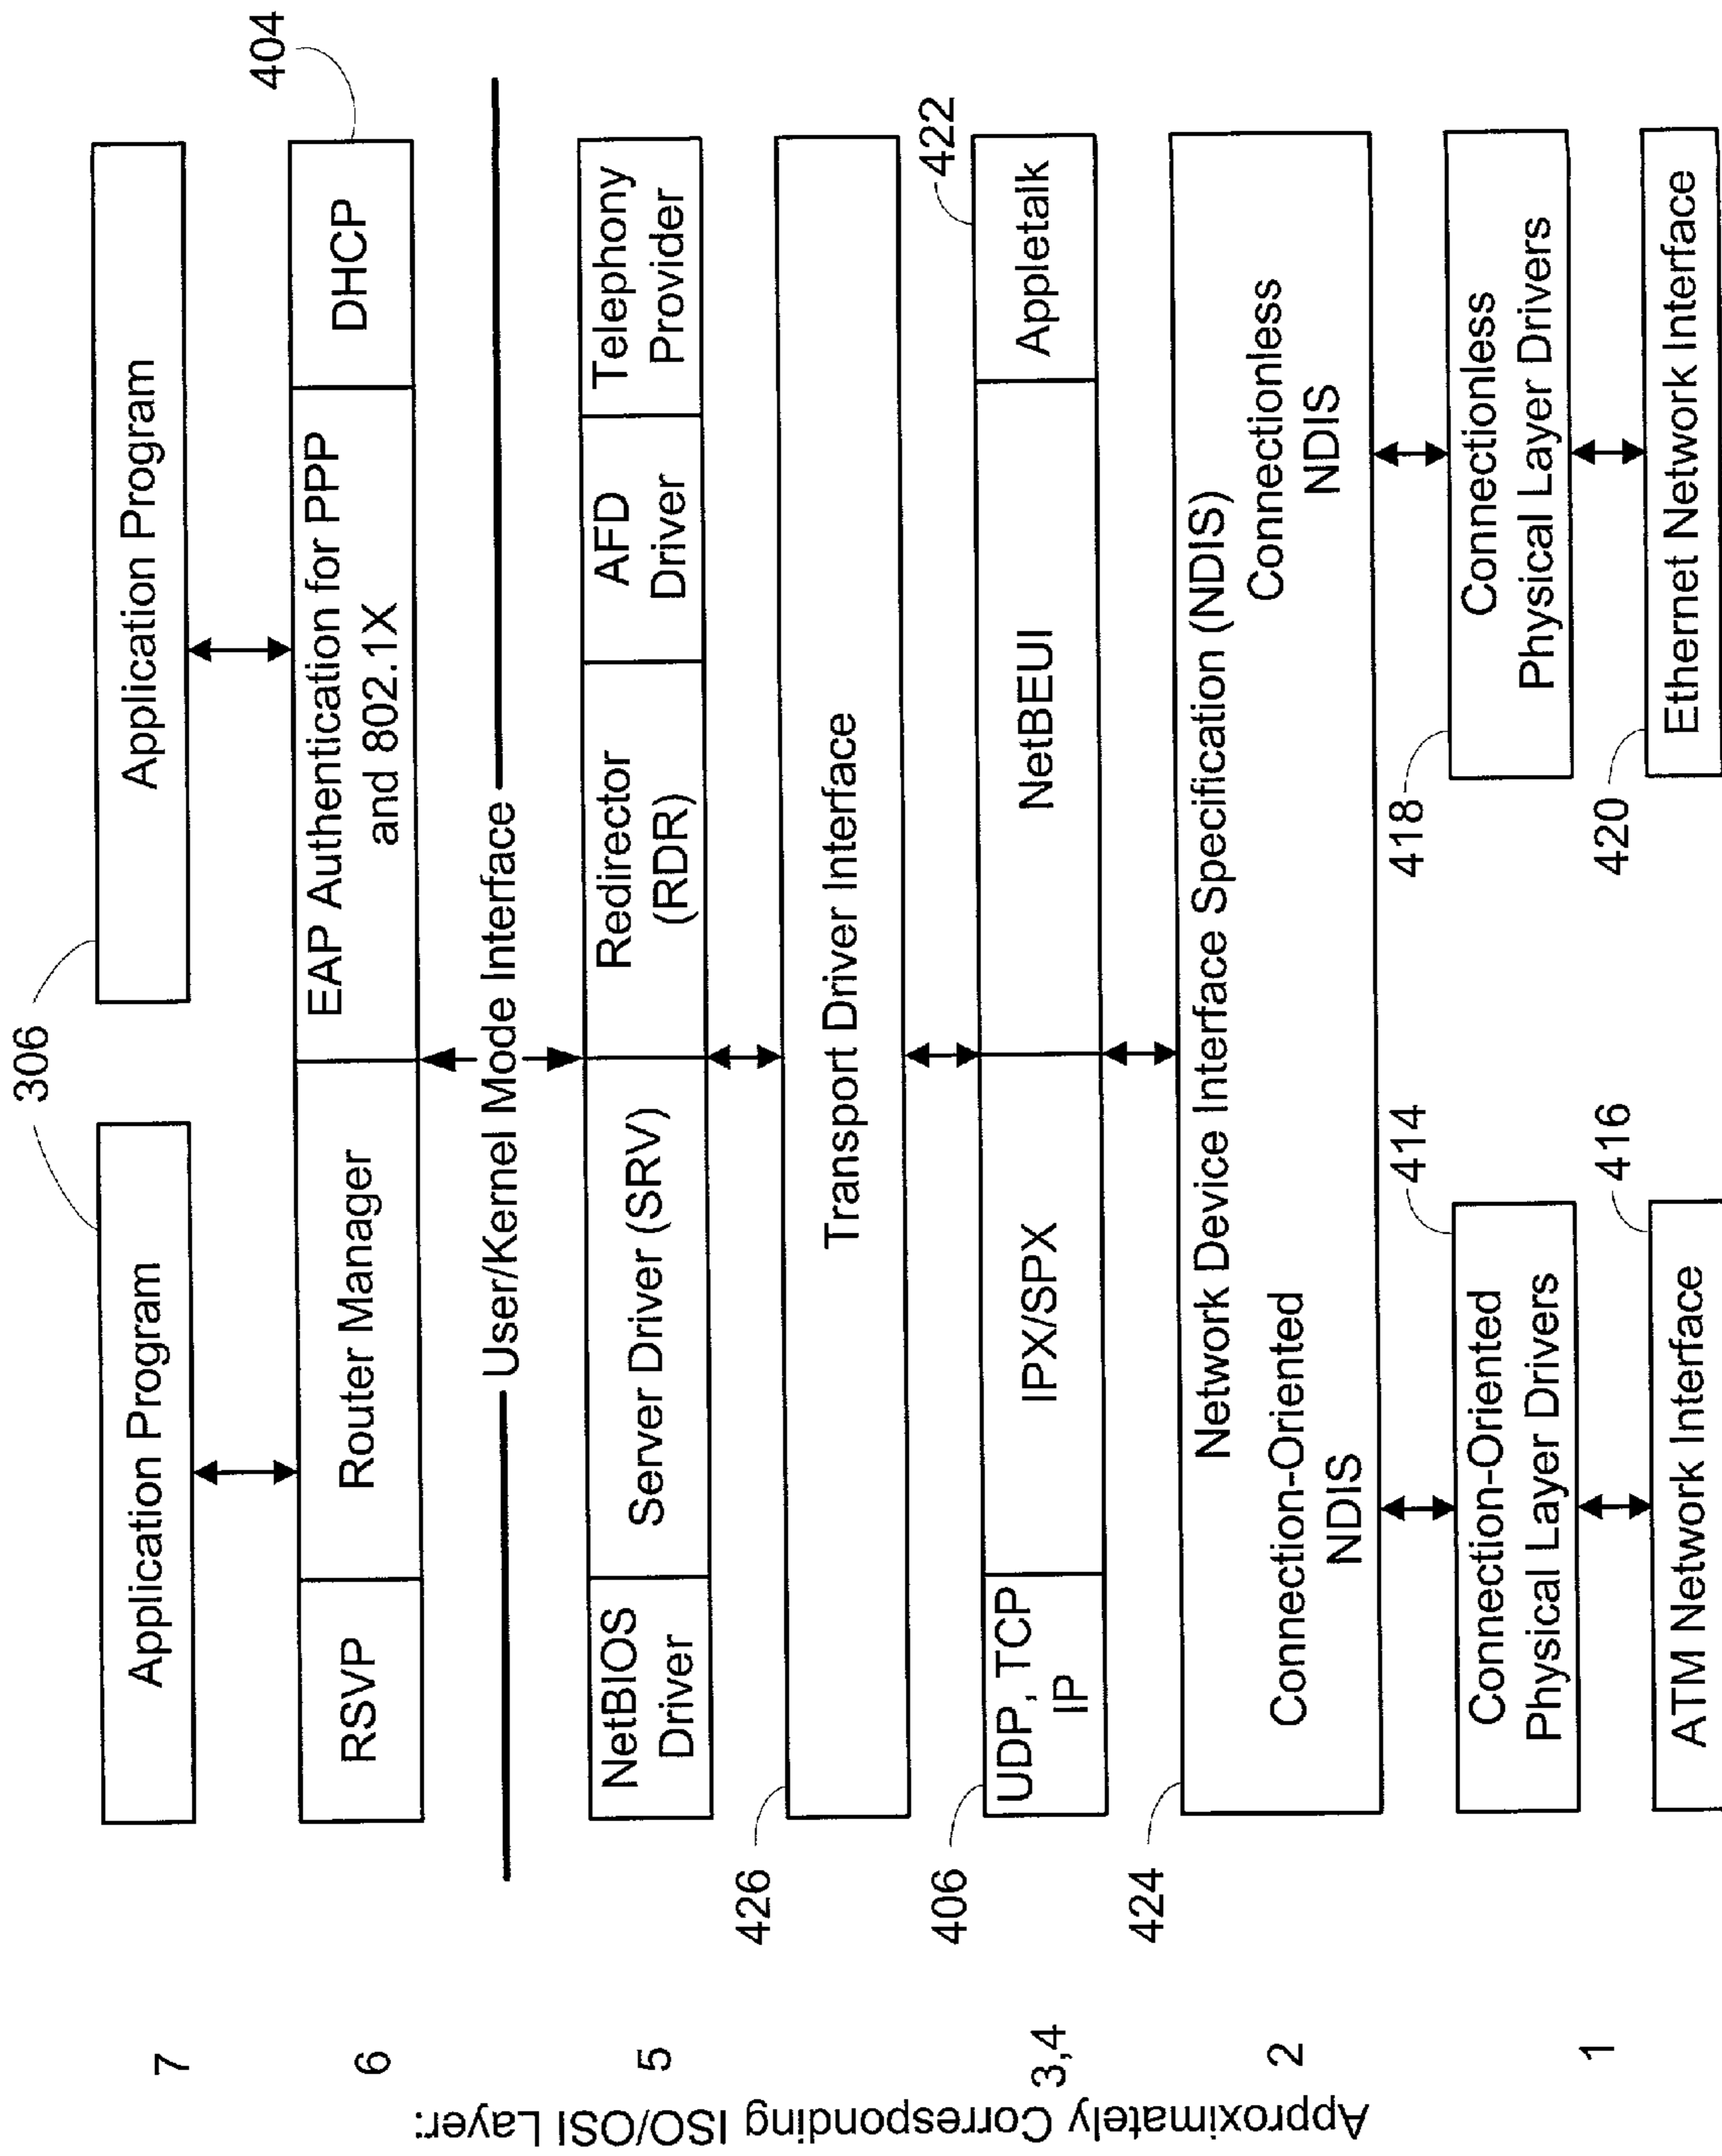 Approximately Corresponding ISO/OSI Layer:
306
7
Application Program
Application Program
6
RSVP
Router Manager
EAP Authentication for PPP
and 802.1X
DHCP
404
User/Kernel Mode Interface
5
NetBIOS
Driver
Server Driver (SRV)
Redirector
(RDR)
AFD
Driver
Telephony
Provider
426
Transport Driver Interface
422
406
3,4
UDP, TCP
IP
IPX/SPX
NetBEUI
Appletalk
424
2
Network Device Interface Specification (NDIS)
Connection-Oriented
NDIS
Connectionless
NDIS
414
418
1
Connection-Oriented
Physical Layer Drivers
Connectionless
Physical Layer Drivers
416
420
ATM Network Interface
Ethernet Network Interface